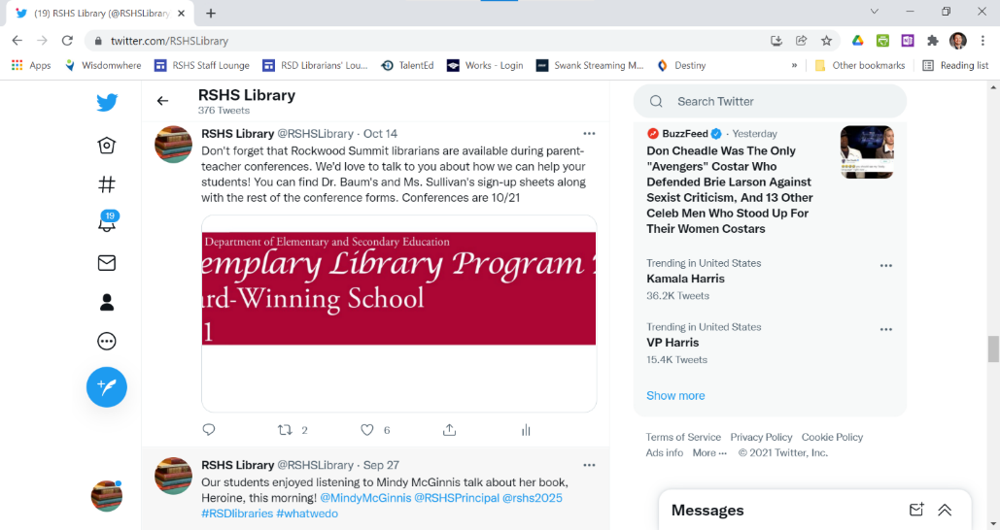 (19) RSHS Library (@RSHSLibrary
twitter.com/RSHSLibrary
Apps Wisdomwhere RSHS Staff Lounge RSD Librarians' Lou... TalentEd Works - Login Swank Streaming M... Destiny » Other bookmarks Reading list
RSHS Library
376 Tweets
RSHS Library @RSHSLibrary · Oct 14
Don't forget that Rockwood Summit librarians are available during parent-
teacher conferences. We'd love to talk to you about how we can help your
students! You can find Dr. Baum's and Ms. Sullivan's sign-up sheets along
with the rest of the conference forms. Conferences are 10/21
Department of Elementary and Secondary Education
emplary Library Program
ard-Winning School
1
2 6
RSHS Library @RSHSLibrary · Sep 27
Our students enjoyed listening to Mindy McGinnis talk about her book,
Heroine, this morning! @MindyMcGinnis @RSHSPrincipal @rshs2025
#RSDlibraries #whatwedo
19
Search Twitter
BuzzFeed · Yesterday
Don Cheadle Was The Only
"Avengers" Costar Who
Defended Brie Larson Against
Sexist Criticism, And 13 Other
Celeb Men Who Stood Up For
Their Women Costars
Trending in United States
Kamala Harris
36.2K Tweets
Trending in United States
VP Harris
15.4K Tweets
Show more
Terms of Service Privacy Policy Cookie Policy
Ads info More ··· © 2021 Twitter, Inc.
Messages